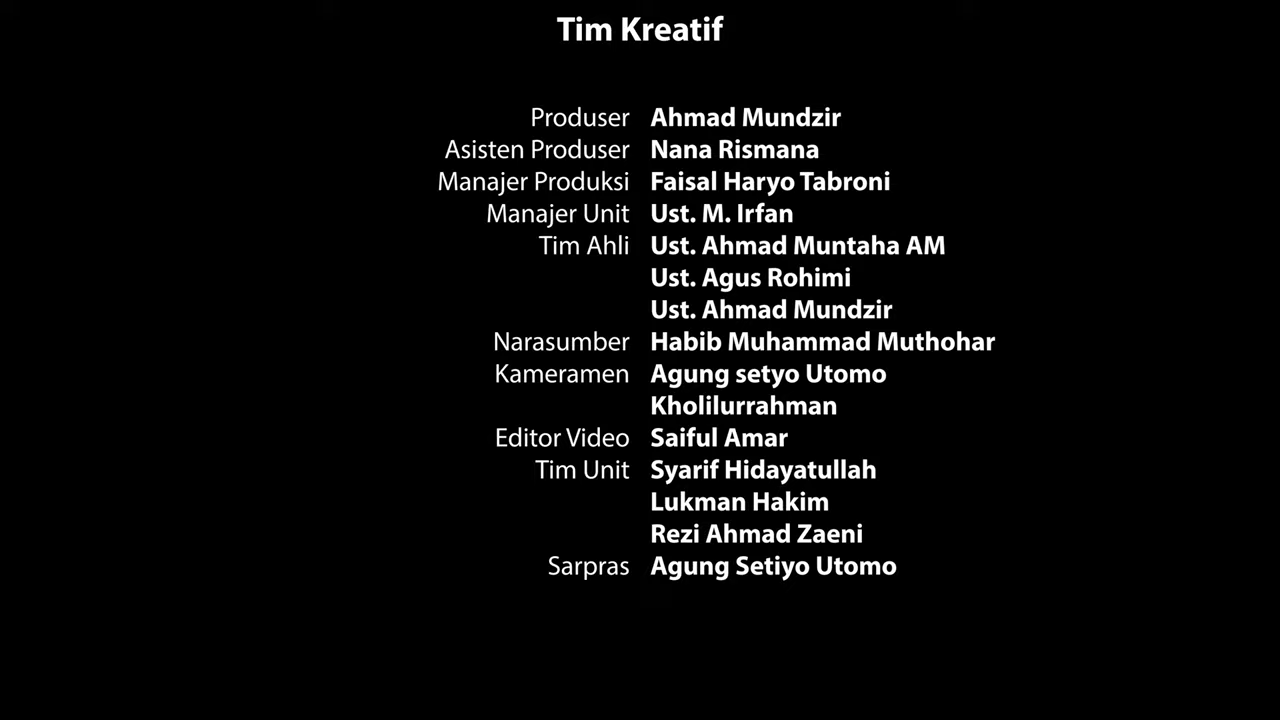 Tim Kreatif
Produser Ahmad Mundzir
Asisten Produser Nana Rismana
Manajer Produksi Faisal Haryo Tabroni
Manajer Unit Ust. M. Irfan
Tim Ahli Ust. Ahmad Muntaha AM
Ust. Agus Rohimi
Ust. Ahmad Mundzir
Narasumber Habib Muhammad Muthohar
Kameramen Agung setyo Utomo
Kholilurrahman
Editor Video Saiful Amar
Tim Unit Syarif Hidayatullah
Lukman Hakim
Rezi Ahmad Zaeni
Sarpras Agung Setiyo Utomo